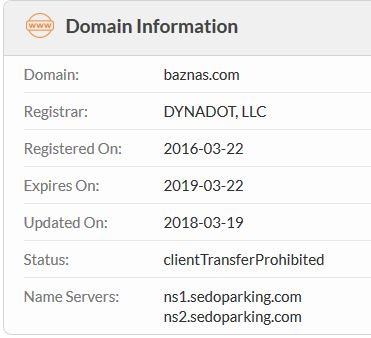 www
Domain Information
Domain: baznas.com
Registrar: DYNADOT, LLC
Registered On: 2016-03-22
Expires On: 2019-03-22
Updated On: 2018-03-19
Status: clientTransferProhibited
Name Servers: ns1.sedoparking.com
ns2.sedoparking.com